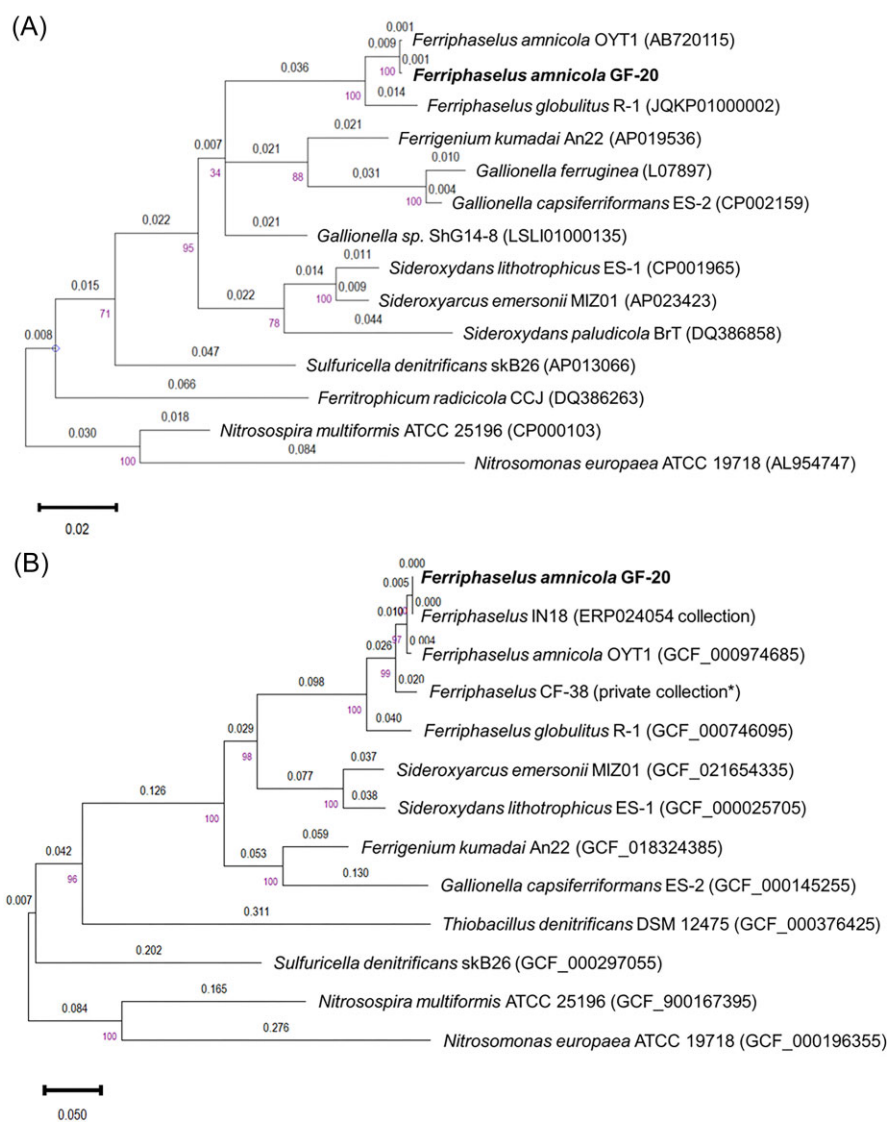 (A)
0.001
0.009
Ferriphaselus amnicola OYT1 (AB720115)
0.001
0.036
100
Ferriphaselus amnicola GF-20
0.014
100
Ferriphaselus globulitus R-1 (JQKP01000002)
0.021
0.007
Ferrigenium kumadai An22 (AP019536)
0.021
0.010
34
88
0.031
Gallionella ferruginea (L07897)
0.004
0.022
100
Gallionella capsiferriformans ES-2 (CP002159)
0.021
95
Gallionella sp. ShG14-8 (LSLI01000135)
0.011
0.015
0.014
Sideroxydans lithotrophicus ES-1 (CP001965)
0.022
100
0.009
Sideroxyarcus emersonii MIZ01 (AP023423)
71
78
0.044
0.008
Sideroxydans paludicola BrT (DQ386858)
0.047
Sulfuricella denitrificans skB26 (AP013066)
0.066
Ferritrophicum radicicola CCJ (DQ386263)
0.018
0.030
Nitrosospira multiformis ATCC 25196 (CP000103)
100
0.084
Nitrosomonas europaea ATCC 19718 (AL954747)
0.02
(B)
0.000
0.005
Ferriphaselus amnicola GF-20
0.000
0.010
Ferriphaselus IN18 (ERP024054 collection)
97
0.004
0.026
Ferriphaselus amnicola OYT1 (GCF_000974685)
99
0.020
0.098
Ferriphaselus CF-38 (private collection*)
100
0.040
0.029
Ferriphaselus globulitus R-1 (GCF_000746095)
98
0.037
0.077
Sideroxyarcus emersonii MIZ01 (GCF_021654335)
0.126
100
0.038
Sideroxydans lithotrophicus ES-1 (GCF_000025705)
100
0.059
0.053
Ferrigenium kumadai An22 (GCF_018324385)
0.042
100
0.130
96
Gallionella capsiferriformans ES-2 (GCF_000145255)
0.007
0.311
Thiobacillus denitrificans DSM 12475 (GCF_000376425)
0.202
Sulfuricella denitrificans skB26 (GCF_000297055)
0.165
0.084
Nitrosospira multiformis ATCC 25196 (GCF_900167395)
100
0.276
Nitrosomonas europaea ATCC 19718 (GCF_000196355)
0.050